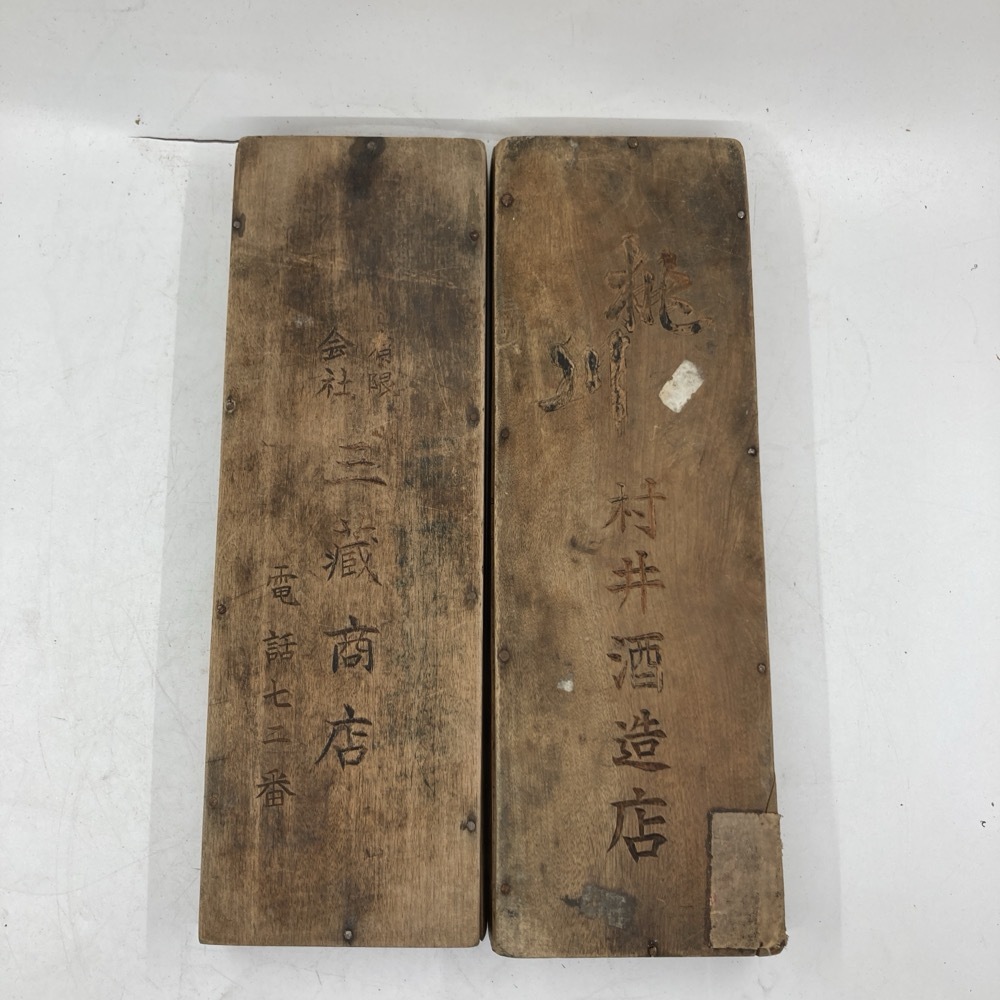 桃川
村井酒造店
有限
会社
三藏商店
電話七二番